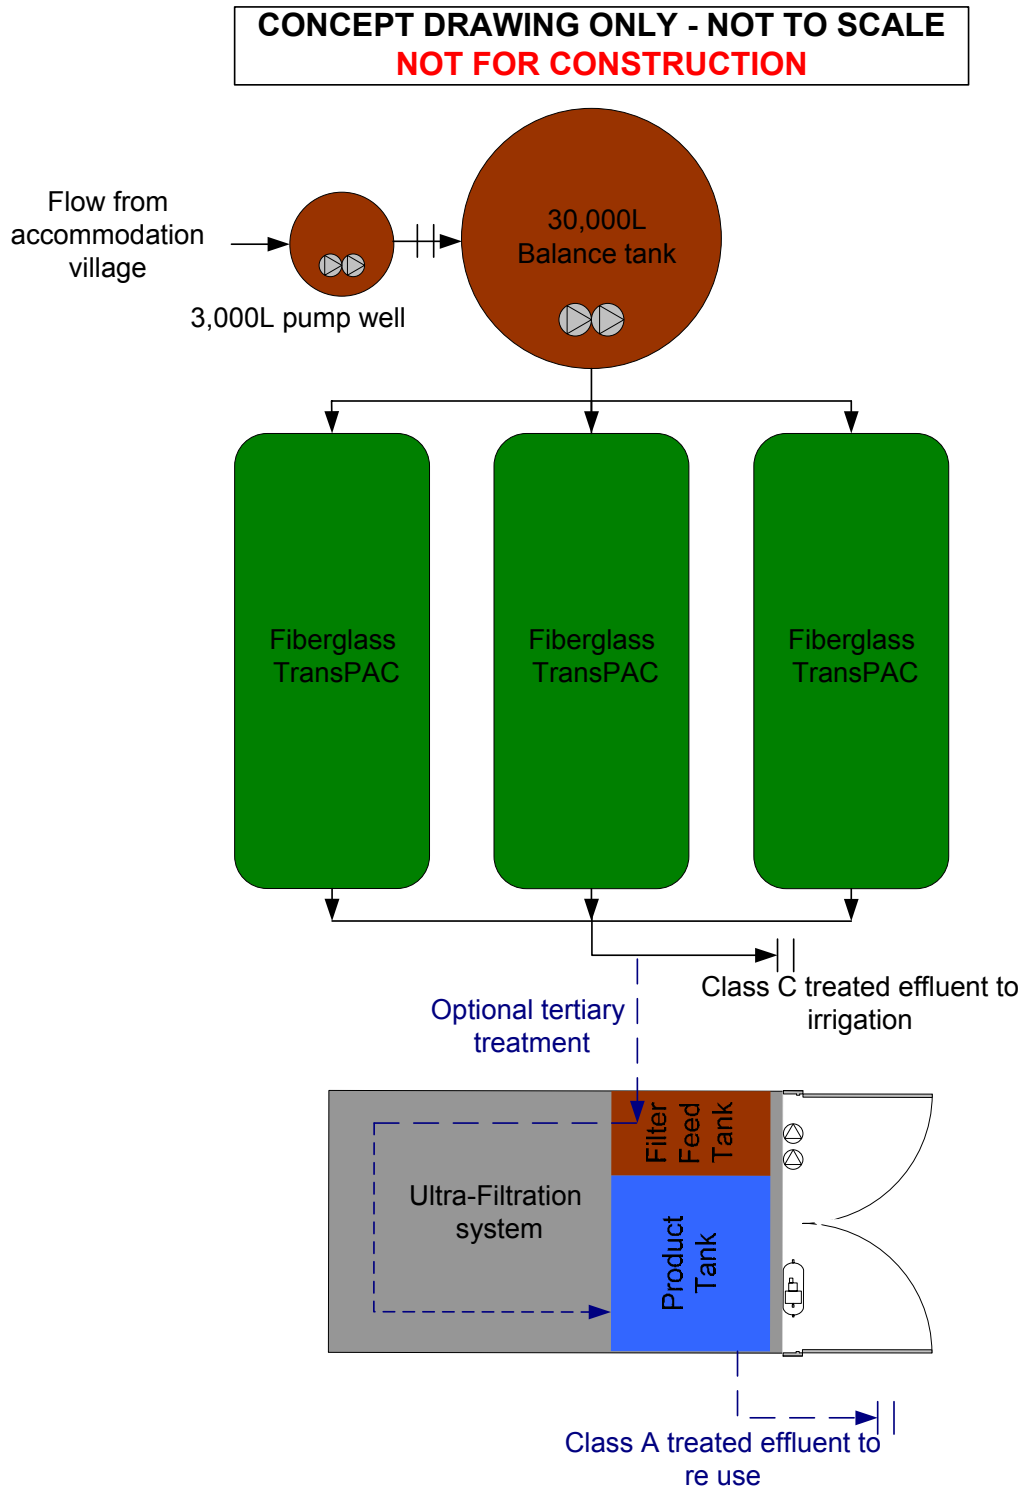 CONCEPT DRAWING ONLY - NOT TO SCALE
NOT FOR CONSTRUCTION
Flow from
accommodation
village
3,000L pump well
30,000L
Balance tank
Fiberglass
TransPAC
Fiberglass
TransPAC
Fiberglass
TransPAC
Class C treated effluent to
irrigation
Optional tertiary
treatment
Filter
Feed
Tank
Ultra-Filtration
system
Product
Tank
Class A treated effluent to
re use